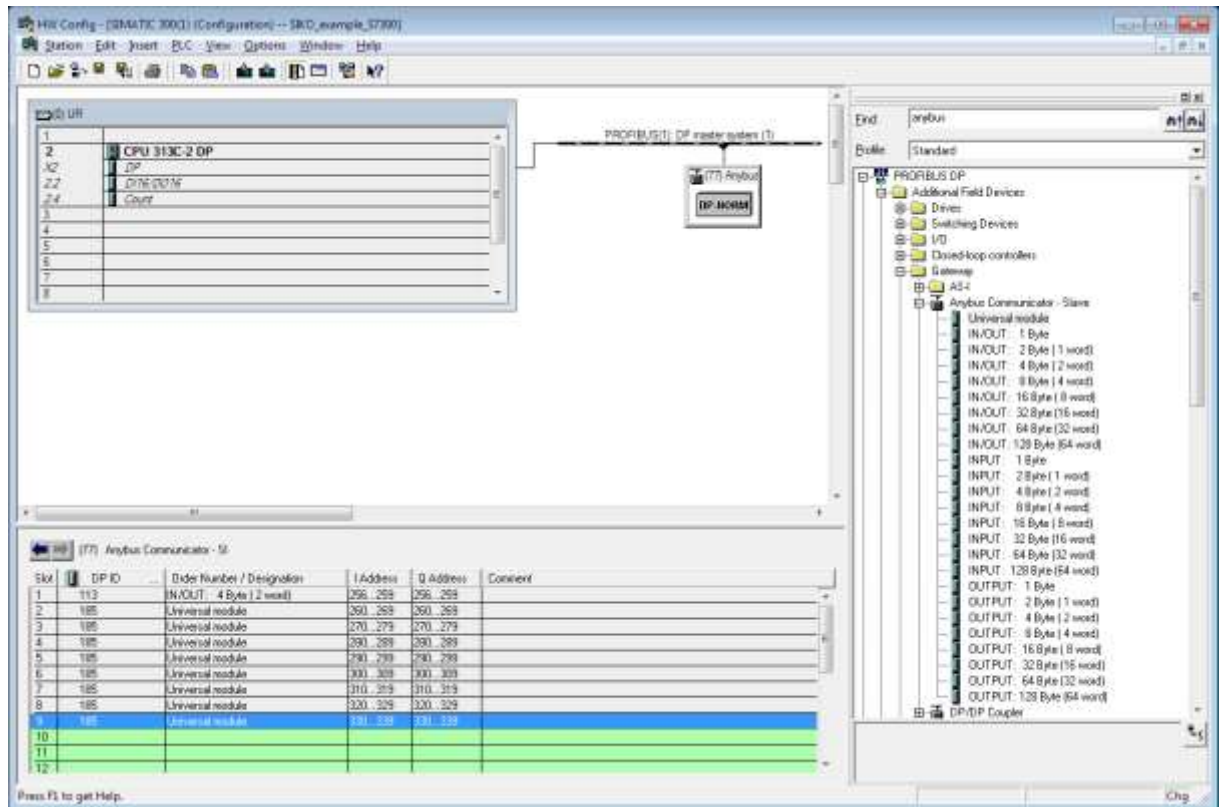 HW Config - [SIMATIC 300(1) (Configuration) -- SIKO_example_S7300]
Station Edit Insert PLC View Options Window Help
(0) UR
1
2 CPU 313C-2 DP
X2 DP
2.2 DI16/DO16
2.4 Count
3
4
5
6
7
8
PROFIBUS(1): DP master system (1)
(77) Anybus
DP-NORM
Find: anybus
Profile: Standard
PROFIBUS DP
Additional Field Devices
Drives
Switching Devices
I/O
Closed-loop controllers
Gateway
AS-I
Anybus Communicator - Slave
Universal module
IN/OUT: 1 Byte
IN/OUT: 2 Byte ( 1 word)
IN/OUT: 4 Byte ( 2 word)
IN/OUT: 8 Byte ( 4 word)
IN/OUT: 16 Byte ( 8 word)
IN/OUT: 32 Byte (16 word)
IN/OUT: 64 Byte (32 word)
IN/OUT: 128 Byte (64 word)
INPUT: 1 Byte
INPUT: 2 Byte ( 1 word)
INPUT: 4 Byte ( 2 word)
INPUT: 8 Byte ( 4 word)
INPUT: 16 Byte ( 8 word)
INPUT: 32 Byte (16 word)
INPUT: 64 Byte (32 word)
INPUT: 128 Byte (64 word)
OUTPUT: 1 Byte
OUTPUT: 2 Byte ( 1 word)
OUTPUT: 4 Byte ( 2 word)
OUTPUT: 8 Byte ( 4 word)
OUTPUT: 16 Byte ( 8 word)
OUTPUT: 32 Byte (16 word)
OUTPUT: 64 Byte (32 word)
OUTPUT: 128 Byte (64 word)
DP/DP Coupler
(77) Anybus Communicator - Sl
Slot DP ID ... Order Number / Designation I Address Q Address Comment
1 113 IN/OUT: 4 Byte ( 2 word) 256...259 256...259
2 185 Universal module 260...269 260...269
3 185 Universal module 270...279 270...279
4 185 Universal module 280...289 280...289
5 185 Universal module 290...299 290...299
6 185 Universal module 300...309 300...309
7 185 Universal module 310...319 310...319
8 185 Universal module 320...329 320...329
9 185 Universal module 330...339 330...339
10
11
12
Press F1 to get Help.
Chg